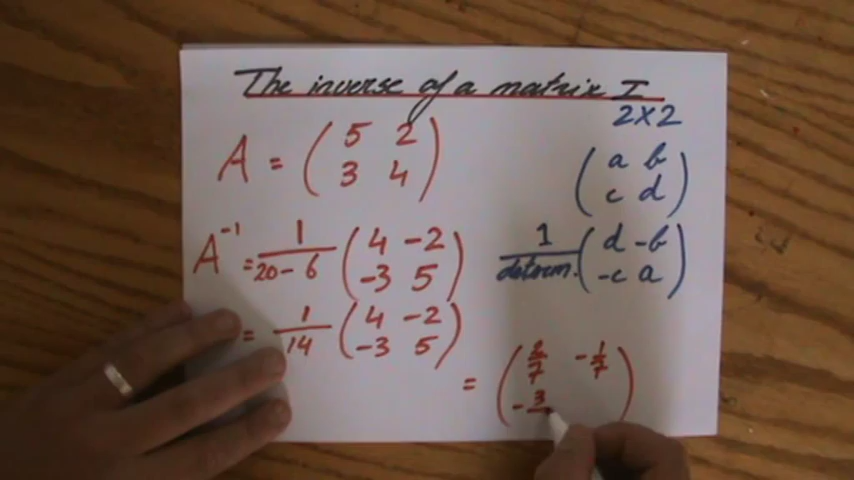 The inverse of a matrix I
2x2
A = ( 5 2
3 4 )
( a b
c d )
A⁻¹ = 1/(20-6) ( 4 -2
-3 5 )
1/determ. ( d -b
-c a )
= 1/14 ( 4 -2
-3 5 )
= ( 2/7 -1/7
-3/ )